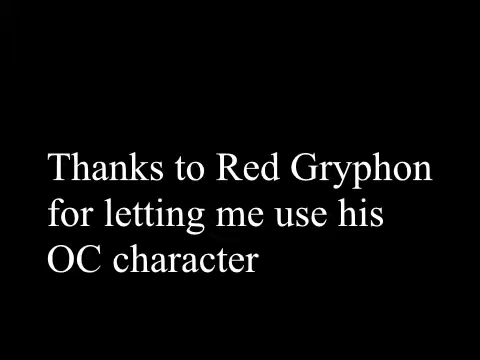 Thanks to Red Gryphon
for letting me use his
OC character